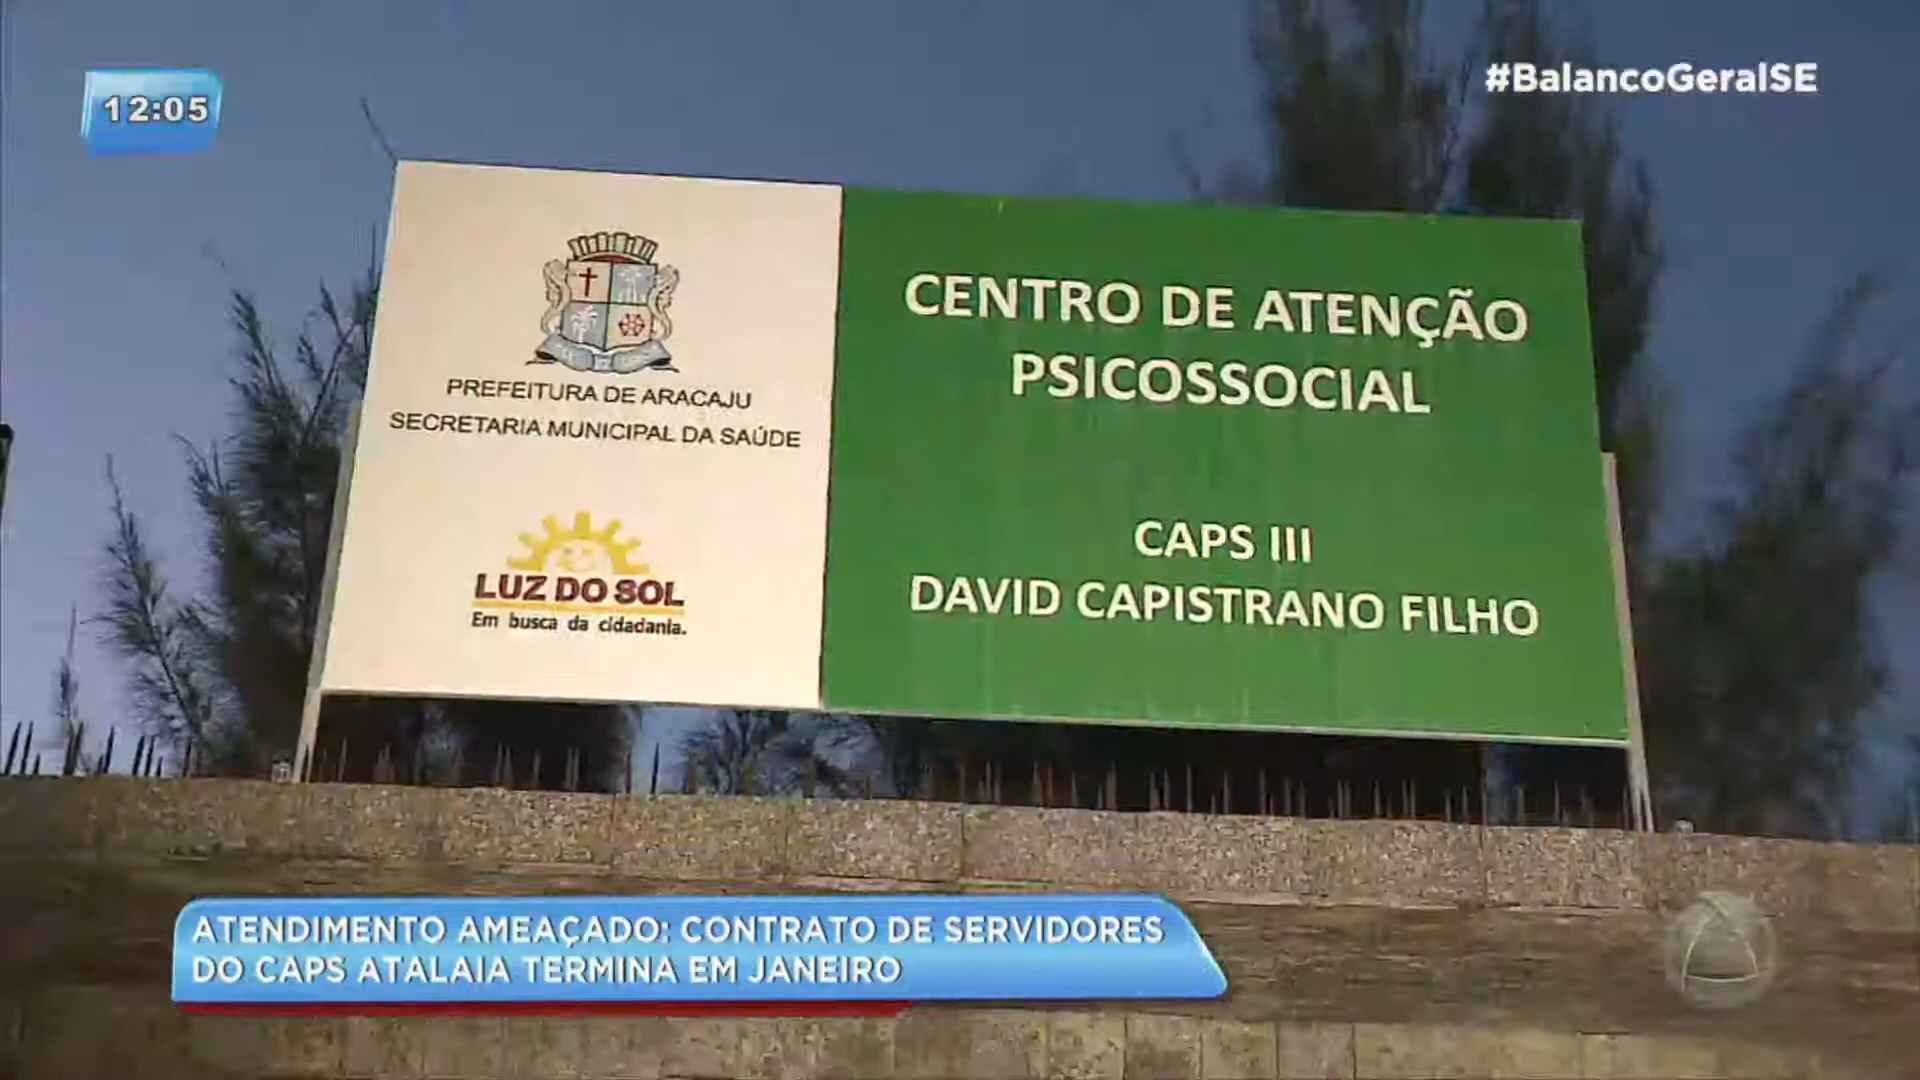 12:05
#BalancoGeralSE
PREFEITURA DE ARACAJU
SECRETARIA MUNICIPAL DA SAÚDE
LUZ DO SOL
Em busca da cidadania.
CENTRO DE ATENÇÃO
PSICOSSOCIAL
CAPS III
DAVID CAPISTRANO FILHO
ATENDIMENTO AMEAÇADO: CONTRATO DE SERVIDORES
DO CAPS ATALAIA TERMINA EM JANEIRO